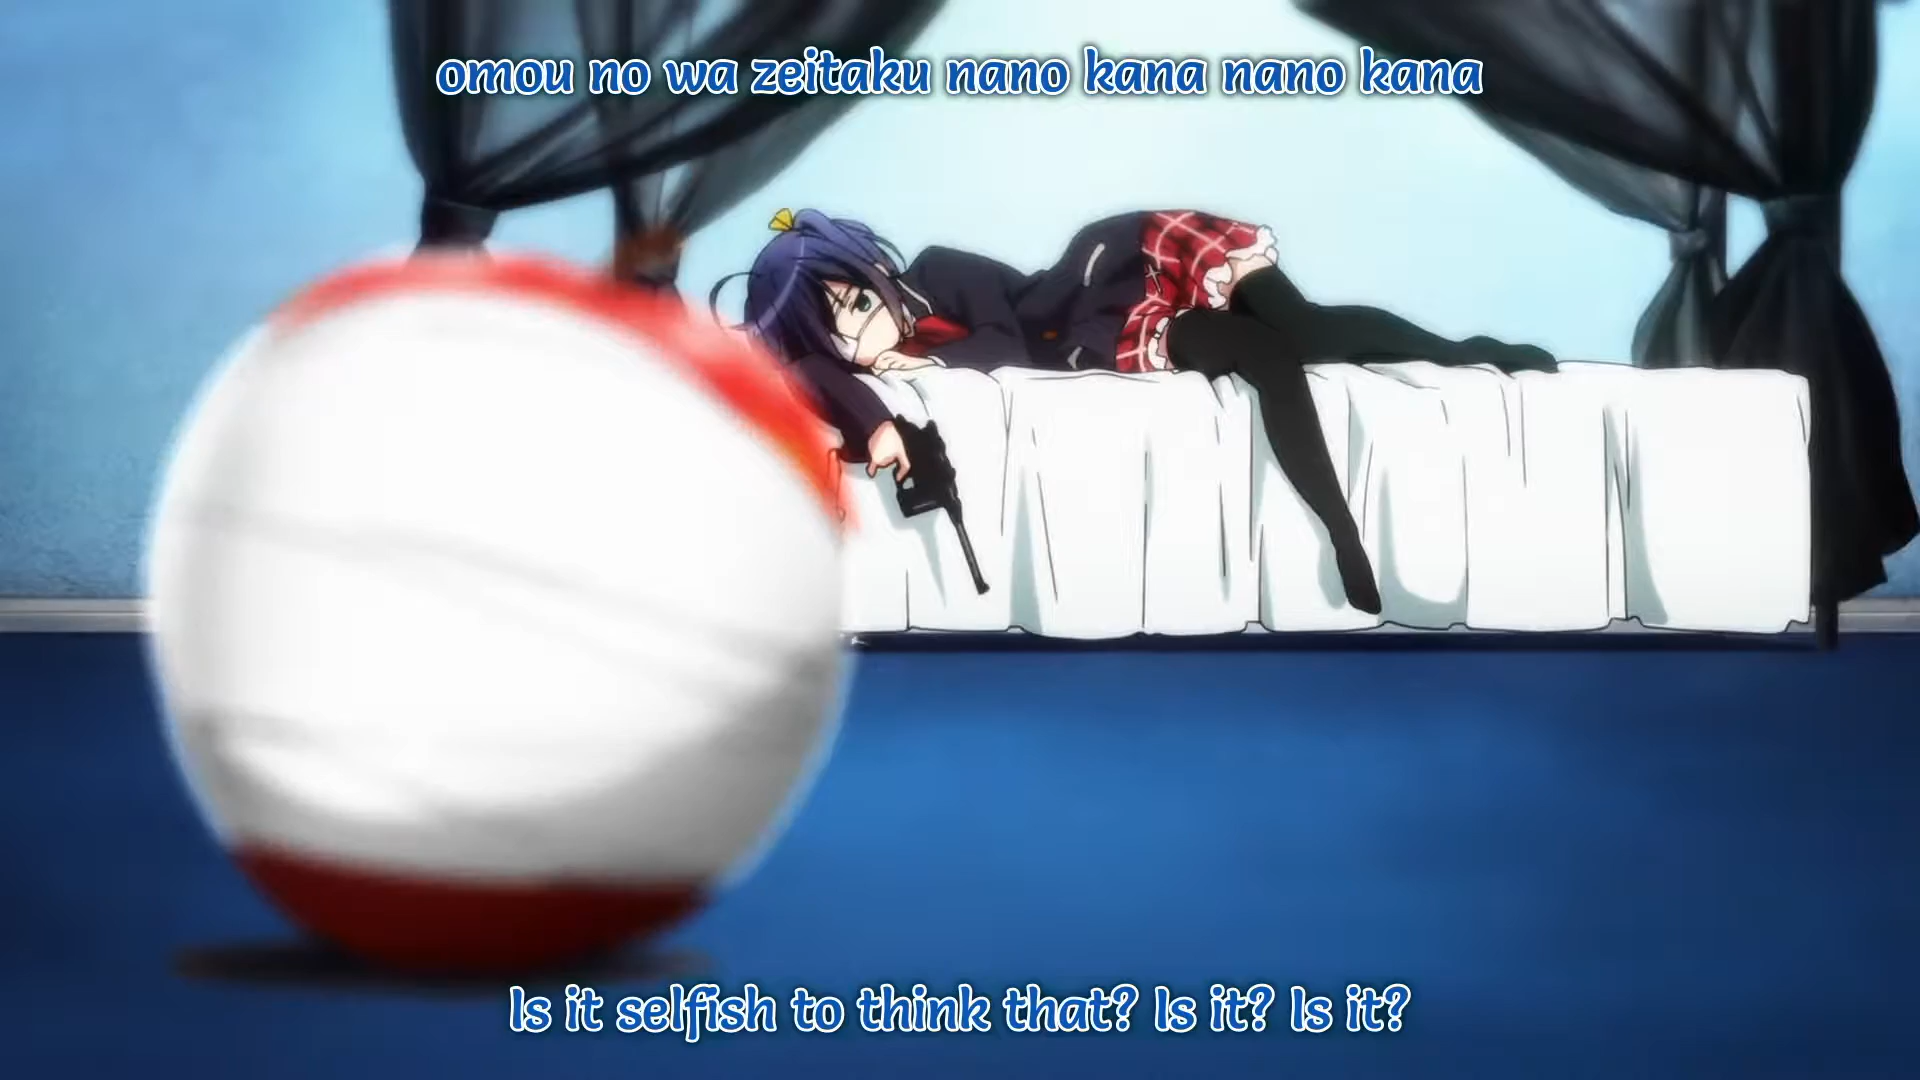 omou no wa zeitaku nano kana nano kana
Is it selfish to think that? Is it? Is it?